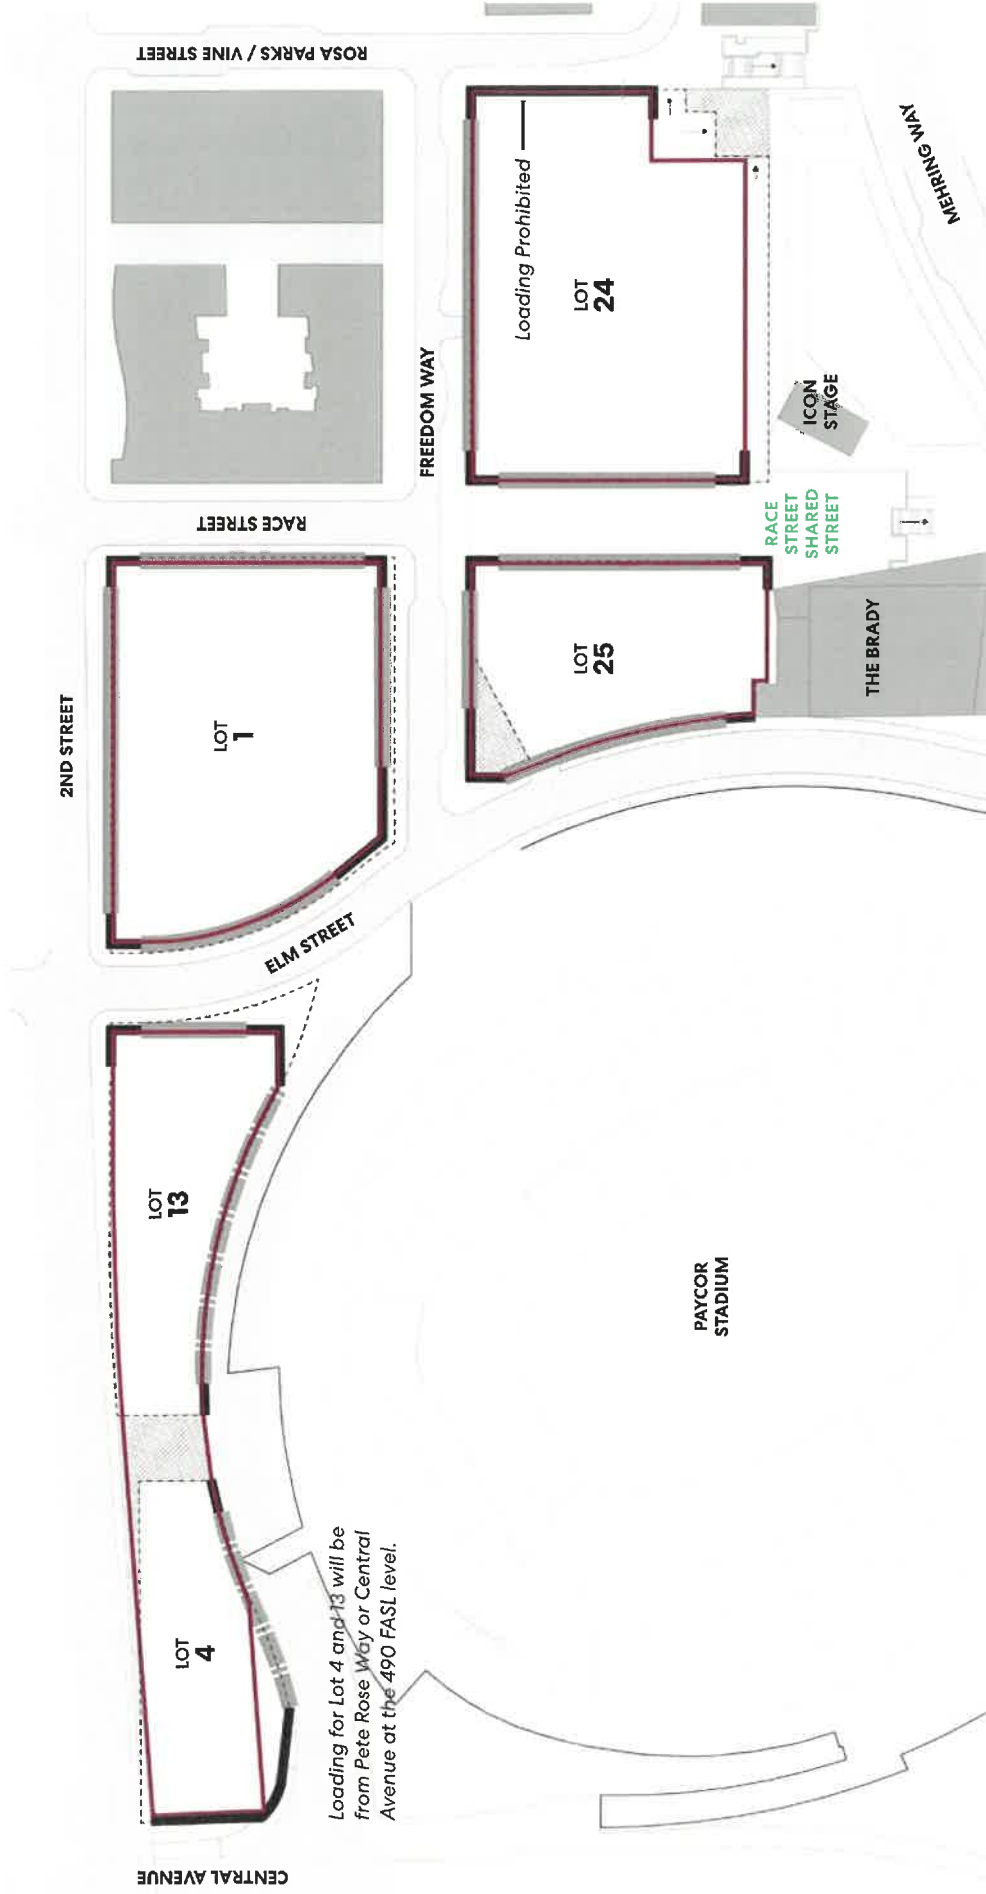 CENTRAL AVENUE
2ND STREET
LOT
4
LOT
13
LOT
1
RACE STREET
ROSA PARKS / VINE STREET
ELM STREET
FREEDOM WAY
Loading for Lot 4 and 13 will be
from Pete Rose Way or Central
Avenue at the 490 FASL level.
Loading Prohibited
LOT
25
LOT
24
PAYCOR
STADIUM
THE BRADY
RACE
STREET
SHARED
STREET
ICON
STAGE
MEHRING WAY